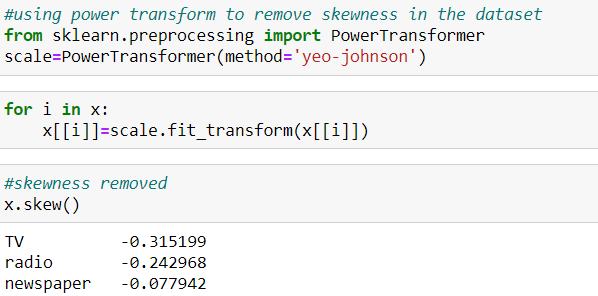 #using power transform to remove skewness in the dataset
from sklearn.preprocessing import PowerTransformer
scale=PowerTransformer(method='yeo-johnson')
for i in x:
    x[[i]]=scale.fit_transform(x[[i]])
#skewness removed
x.skew()
TV          -0.315199
radio       -0.242968
newspaper   -0.077942